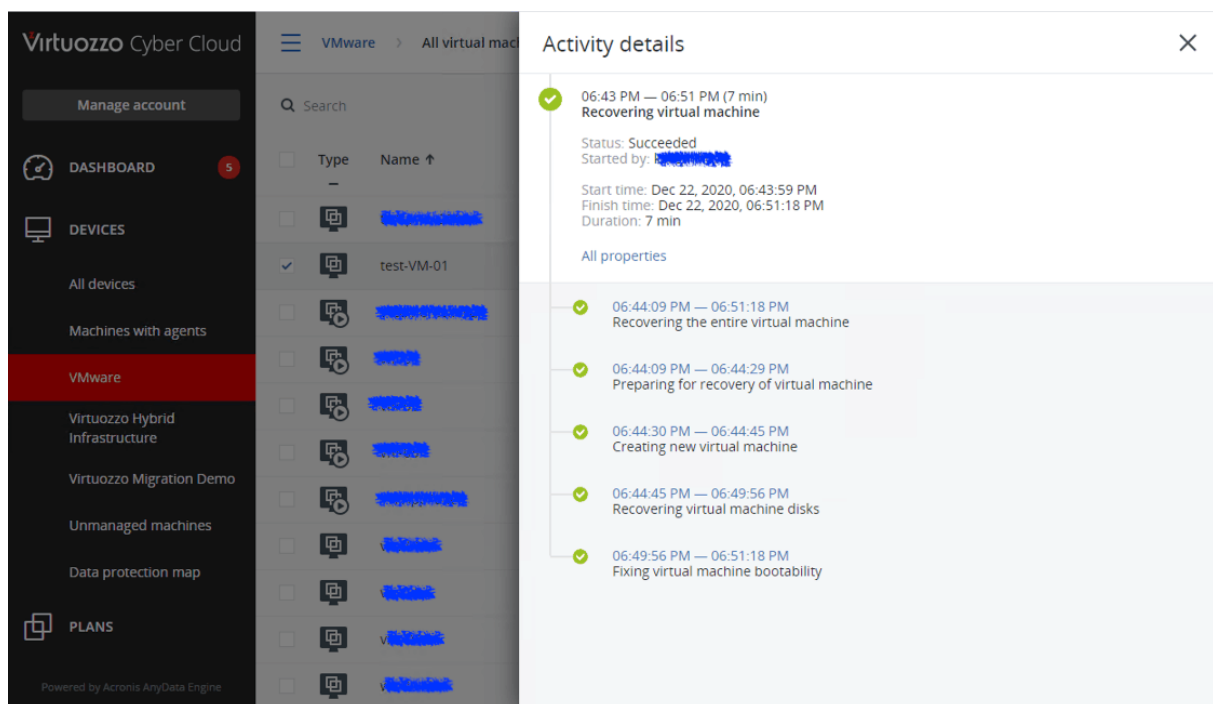 Virtuozzo Cyber Cloud
Manage account
DASHBOARD 5
DEVICES
All devices
Machines with agents
VMware
Virtuozzo Hybrid
Infrastructure
Virtuozzo Migration Demo
Unmanaged machines
Data protection map
PLANS
Powered by Acronis AnyData Engine
VMware > All virtual mac
Search
Type Name ↑
test-VM-01
Activity details
06:43 PM — 06:51 PM (7 min)
Recovering virtual machine
Status: Succeeded
Started by:
Start time: Dec 22, 2020, 06:43:59 PM
Finish time: Dec 22, 2020, 06:51:18 PM
Duration: 7 min
All properties
06:44:09 PM — 06:51:18 PM
Recovering the entire virtual machine
06:44:09 PM — 06:44:29 PM
Preparing for recovery of virtual machine
06:44:30 PM — 06:44:45 PM
Creating new virtual machine
06:44:45 PM — 06:49:56 PM
Recovering virtual machine disks
06:49:56 PM — 06:51:18 PM
Fixing virtual machine bootability